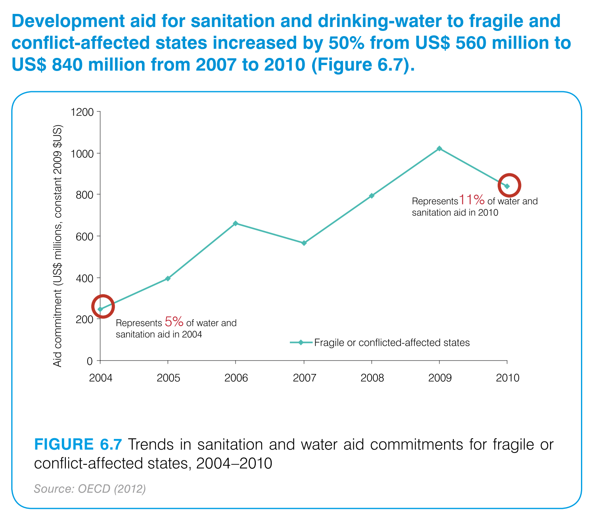 Development aid for sanitation and drinking-water to fragile and
conflict-affected states increased by 50% from US$ 560 million to
US$ 840 million from 2007 to 2010 (Figure 6.7).
Aid commitment (US$ millions, constant 2009 $US)
1200
1000
800
600
400
200
0
2004
2005
2006
2007
2008
2009
2010
Represents 5% of water and
sanitation aid in 2004
Represents 11% of water and
sanitation aid in 2010
Fragile or conflicted-affected states
FIGURE 6.7 Trends in sanitation and water aid commitments for fragile or
conflict-affected states, 2004–2010
Source: OECD (2012)